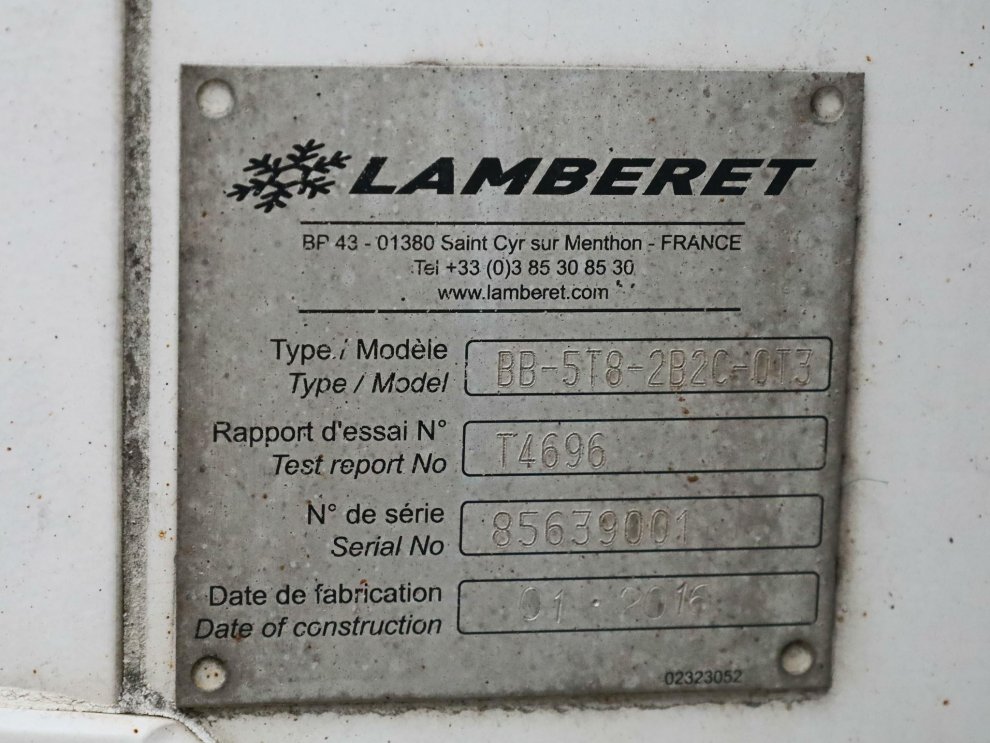 LAMBERET
BP 43 - 01380 Saint Cyr sur Menthon - FRANCE
Tel +33 (0)3 85 30 85 30
www.lamberet.com
Type / Modèle
Type / Model
BB-5T8-2B2C-0T3
Rapport d'essai N°
Test report No
T4696
N° de série
Serial No
85639001
Date de fabrication
Date of construction
01 · 2016
02323052